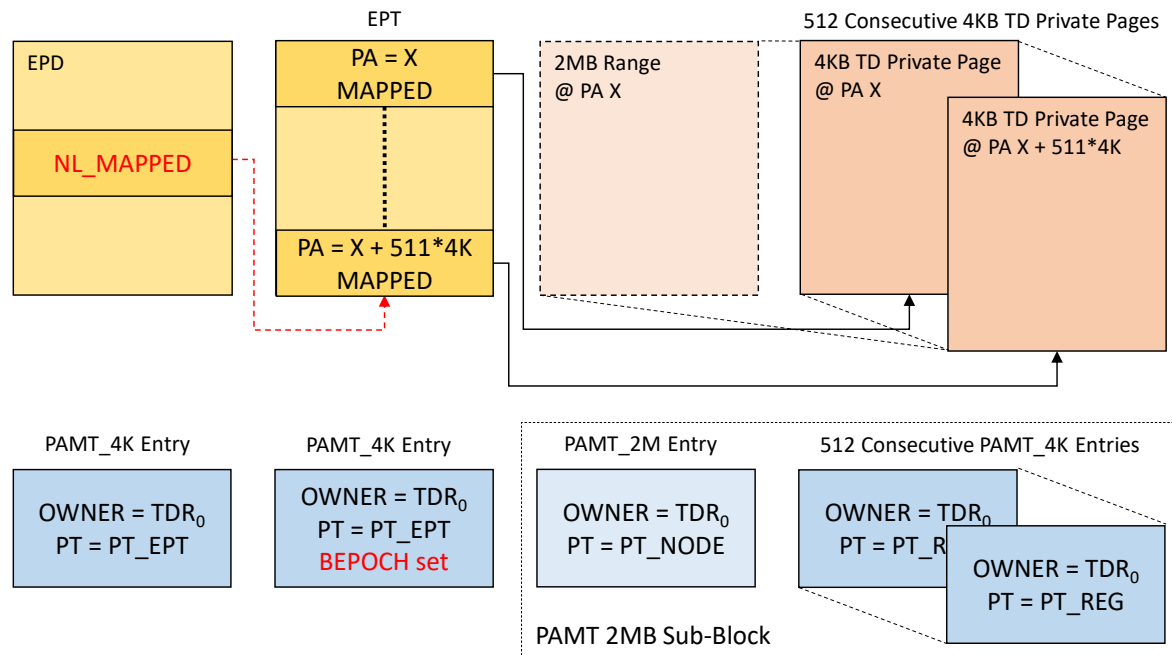 EPT
512 Consecutive 4KB TD Private Pages
EPD
NL_MAPPED
PA = X
MAPPED
PA = X + 511*4K
MAPPED
2MB Range
@ PA X
4KB TD Private Page
@ PA X
4KB TD Private Page
@ PA X + 511*4K
PAMT_4K Entry
PAMT_4K Entry
PAMT_2M Entry
512 Consecutive PAMT_4K Entries
OWNER = TDR₀
PT = PT_EPT
OWNER = TDR₀
PT = PT_EPT
BEPOCH set
OWNER = TDR₀
PT = PT_NODE
OWNER = TDR₀
PT = PT_R
OWNER = TDR₀
PT = PT_REG
PAMT 2MB Sub-Block